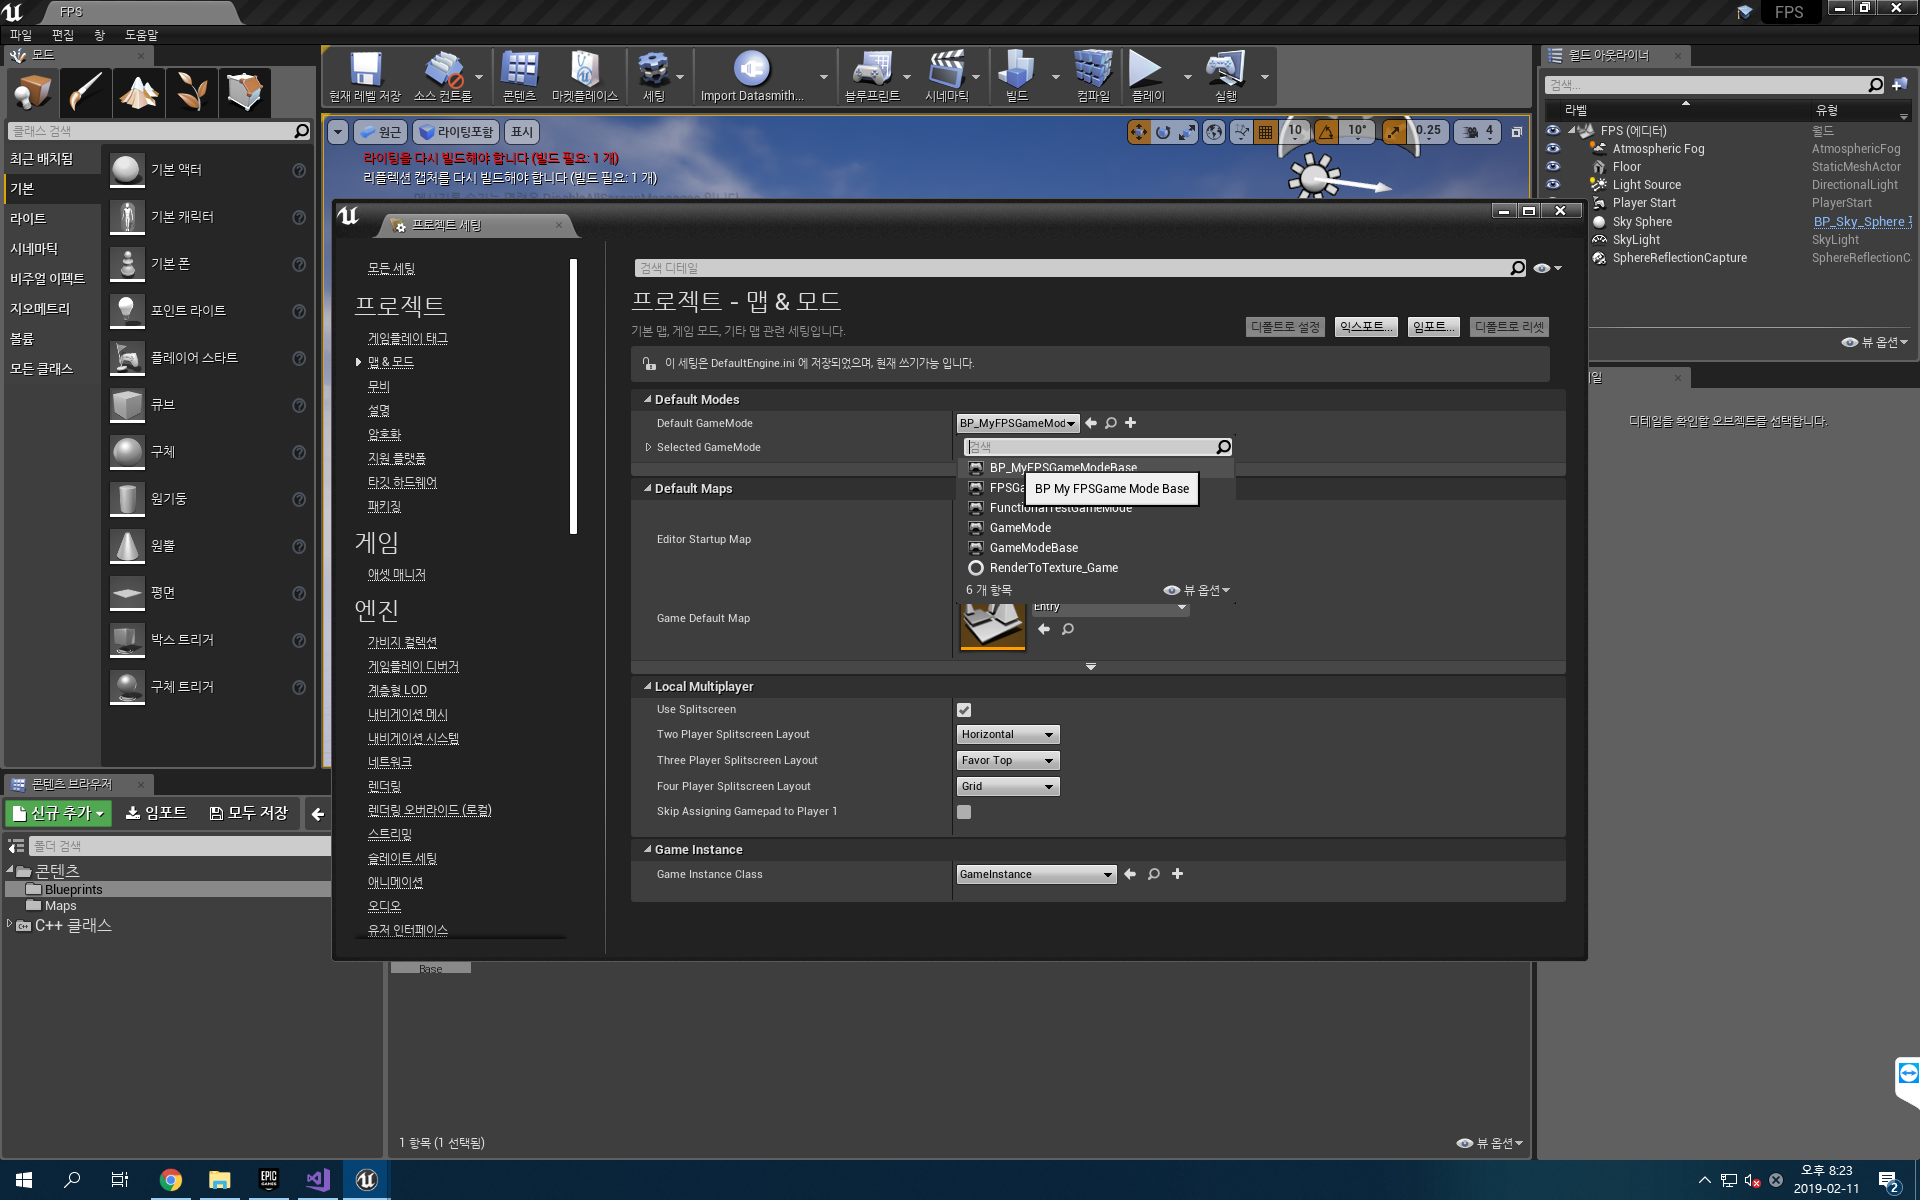 FPS
FPS
파일 편집 창 도움말
모드
현재 레벨 저장 소스 컨트롤 콘텐츠 마켓플레이스 세팅 Import Datasmith... 블루프린트 시네마틱 빌드 컴파일 플레이 실행
클래스 검색
최근 배치됨
기본
라이트
시네마틱
비주얼 이펙트
지오메트리
볼륨
모든 클래스
기본 액터
기본 캐릭터
기본 폰
포인트 라이트
플레이어 스타트
큐브
구체
원기둥
원뿔
평면
박스 트리거
구체 트리거
원근 라이팅포함 표시
10 10° 0.25 4
라이팅을 다시 빌드해야 합니다 (빌드 필요: 1 개)
리플렉션 캡처를 다시 빌드해야 합니다 (빌드 필요: 1 개)
월드 아웃라이너
검색...
라벨 유형
FPS (에디터) 월드
Atmospheric Fog AtmosphericFog
Floor StaticMeshActor
Light Source DirectionalLight
Player Start PlayerStart
Sky Sphere BP_Sky_Sphere
SkyLight SkyLight
SphereReflectionCapture SphereReflectionC
뷰 옵션
디테일을 확인할 오브젝트를 선택합니다.
프로젝트 세팅
모든 세팅
프로젝트
게임플레이 태그
맵 & 모드
무비
설명
암호화
지원 플랫폼
타깃 하드웨어
패키징
게임
애셋 매니저
엔진
가비지 컬렉션
게임플레이 디버거
계층형 LOD
내비게이션 메시
내비게이션 시스템
네트워크
렌더링
렌더링 오버라이드 (로컬)
스트리밍
슬레이트 세팅
애니메이션
오디오
유저 인터페이스
검색 디테일
프로젝트 - 맵 & 모드
기본 맵, 게임 모드, 기타 맵 관련 세팅입니다.
디폴트로 설정 익스포트... 임포트... 디폴트로 리셋
이 세팅은 DefaultEngine.ini 에 저장되었으며, 현재 쓰기가능 입니다.
Default Modes
Default GameMode BP_MyFPSGameMod
Selected GameMode
검색
BP_MyFPSGameModeBase
FPSGa
BP My FPSGame Mode Base
FunctionalTestGameMode
GameMode
GameModeBase
RenderToTexture_Game
6 개 항목 뷰 옵션
Default Maps
Editor Startup Map
Game Default Map Entry
Local Multiplayer
Use Splitscreen
Two Player Splitscreen Layout Horizontal
Three Player Splitscreen Layout Favor Top
Four Player Splitscreen Layout Grid
Skip Assigning Gamepad to Player 1
Game Instance
Game Instance Class GameInstance
콘텐츠 브라우저
신규 추가 임포트 모두 저장
폴더 검색
콘텐츠
Blueprints
Maps
C++ 클래스
Base
1 항목 (1 선택됨) 뷰 옵션
EPIC GAMES
오후 8:23
2019-02-11
2